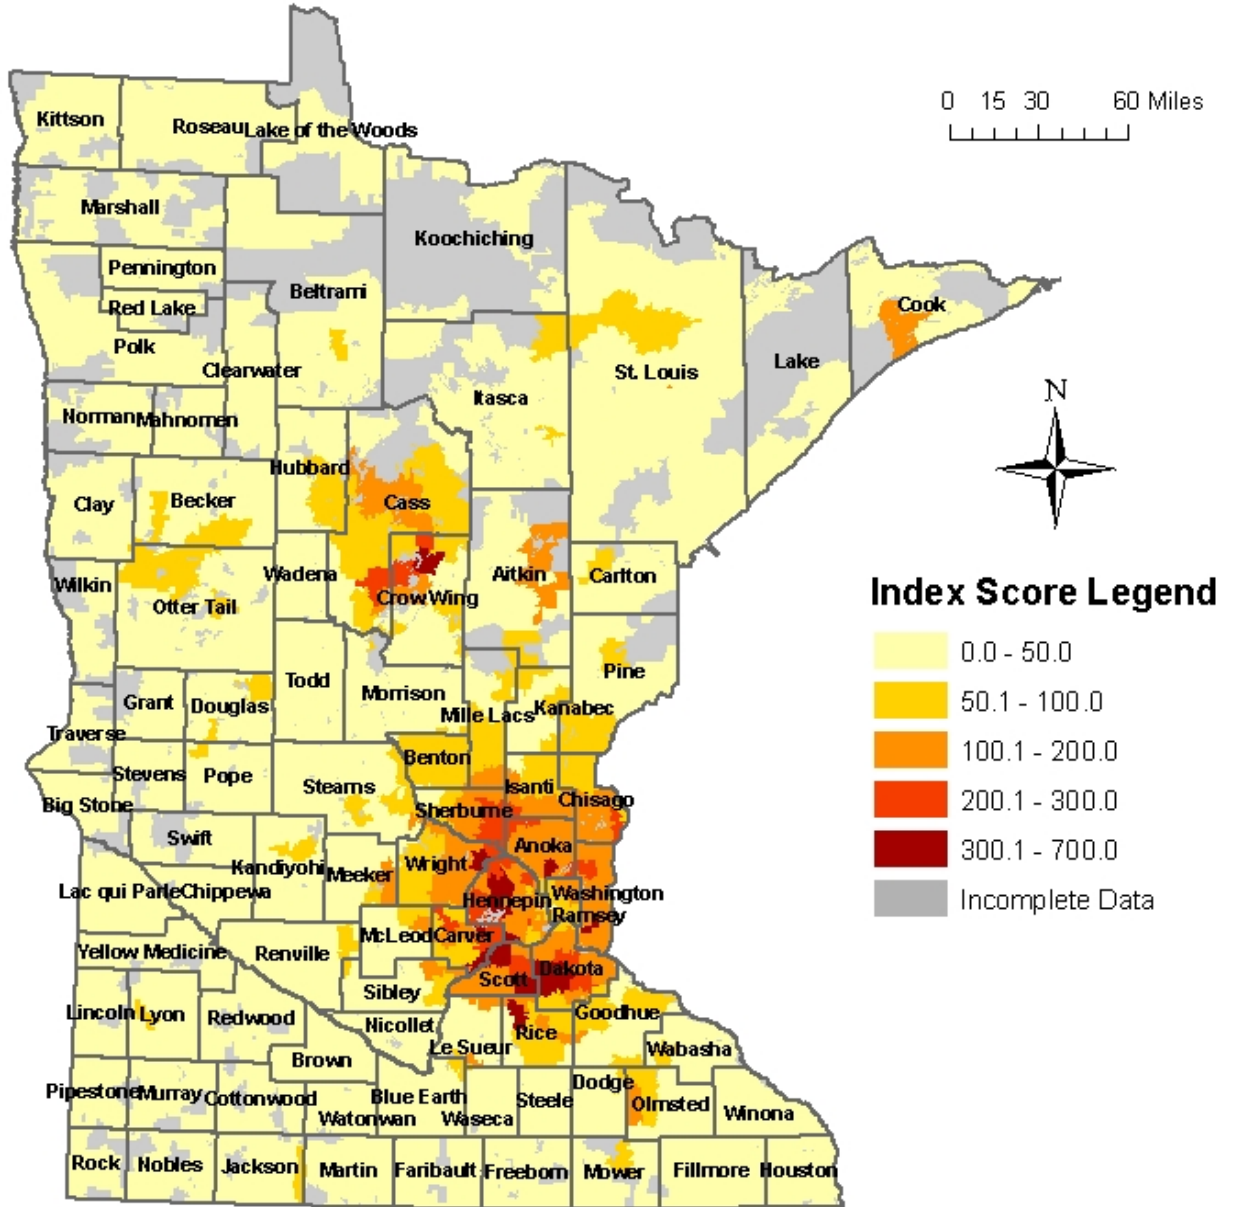 0 15 30 60 Miles
Kittson
Roseau
Lake of the Woods
Marshall
Koochiching
Pennington
Beltrami
Red Lake
Cook
Polk
Clearwater
St. Louis
Lake
Itasca
N
Norman
Mahnomen
Hubbard
Becker
Cass
Clay
Wadena
Aitkin
Carlton
Wilkin
Crow Wing
Otter Tail
Index Score Legend
0.0 - 50.0
50.1 - 100.0
100.1 - 200.0
200.1 - 300.0
300.1 - 700.0
Incomplete Data
Pine
Todd
Morrison
Grant
Douglas
Mille Lacs
Kanabec
Traverse
Benton
Stevens
Pope
Stearns
Isanti
Chisago
Big Stone
Sherburne
Swift
Anoka
Kandiyohi
Meeker
Wright
Lac qui Parle
Chippewa
Hennepin
Washington
Ramsey
McLeod
Carver
Yellow Medicine
Renville
Dakota
Scott
Sibley
Lincoln
Lyon
Redwood
Nicollet
Goodhue
Rice
Le Sueur
Wabasha
Brown
Dodge
Pipestone
Murray
Cottonwood
Blue Earth
Steele
Olmsted
Winona
Watonwan
Waseca
Rock
Nobles
Jackson
Martin
Faribault
Freeborn
Mower
Fillmore
Houston